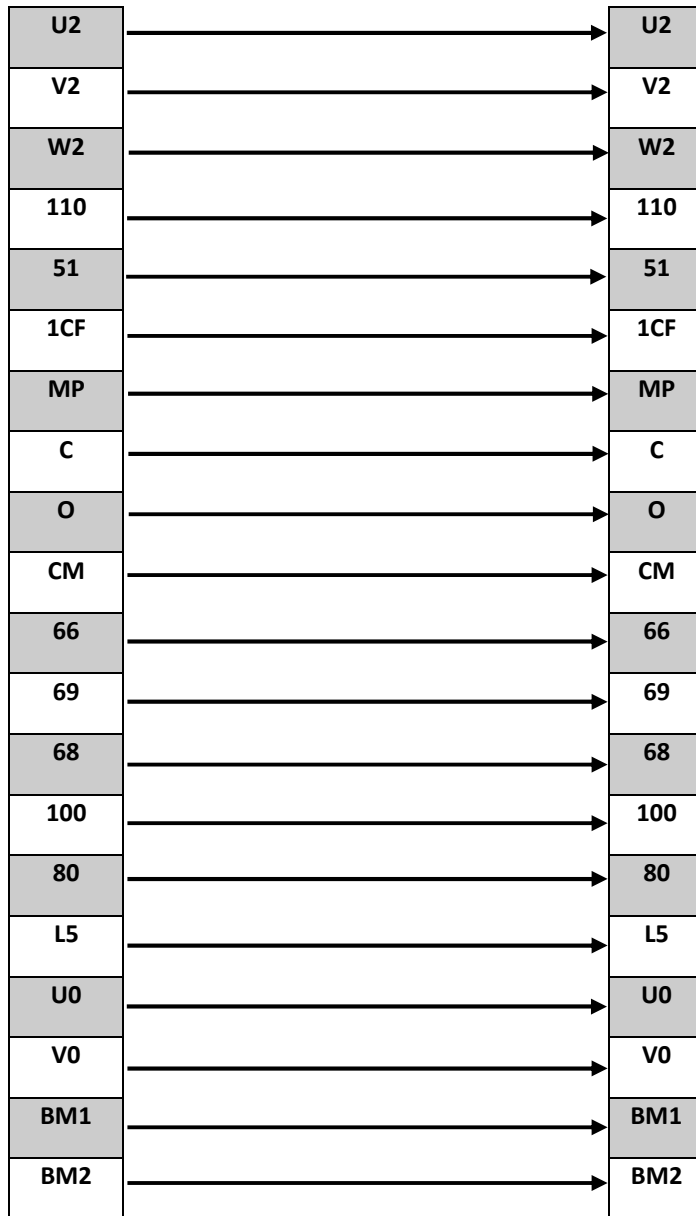 U2 U2
V2 V2
W2 W2
110 110
51 51
1CF 1CF
MP MP
C C
O O
CM CM
66 66
69 69
68 68
100 100
80 80
L5 L5
U0 U0
V0 V0
BM1 BM1
BM2 BM2